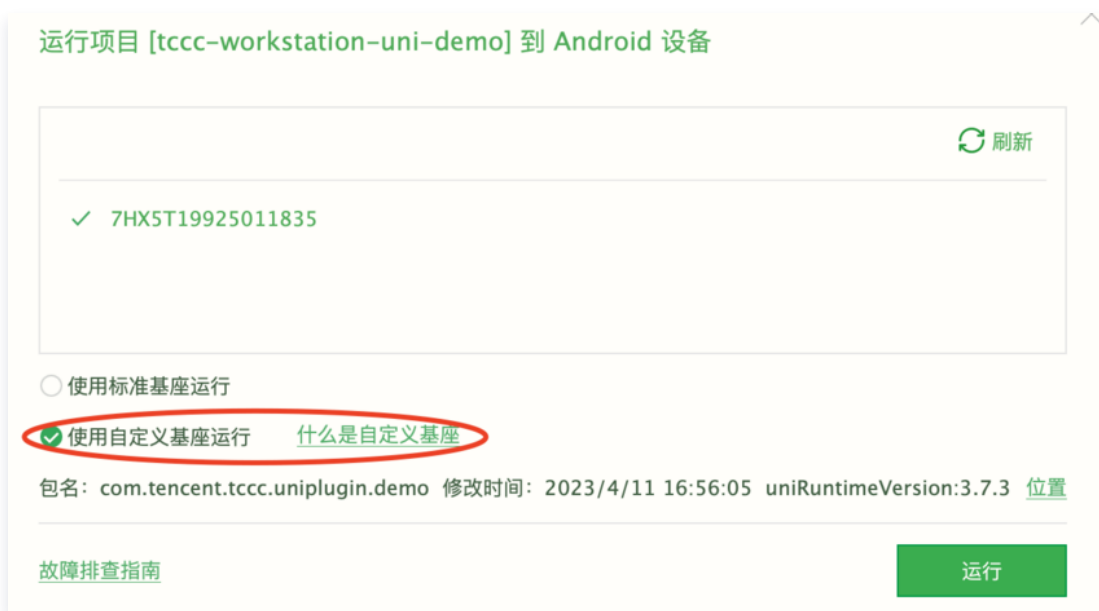 运行项目 [tccc-workstation-uni-demo] 到 Android 设备
刷新
7HX5T19925011835
使用标准基座运行
使用自定义基座运行 什么是自定义基座
包名：com.tencent.tccc.uniplugin.demo 修改时间：2023/4/11 16:56:05 uniRuntimeVersion:3.7.3 位置
故障排查指南 运行